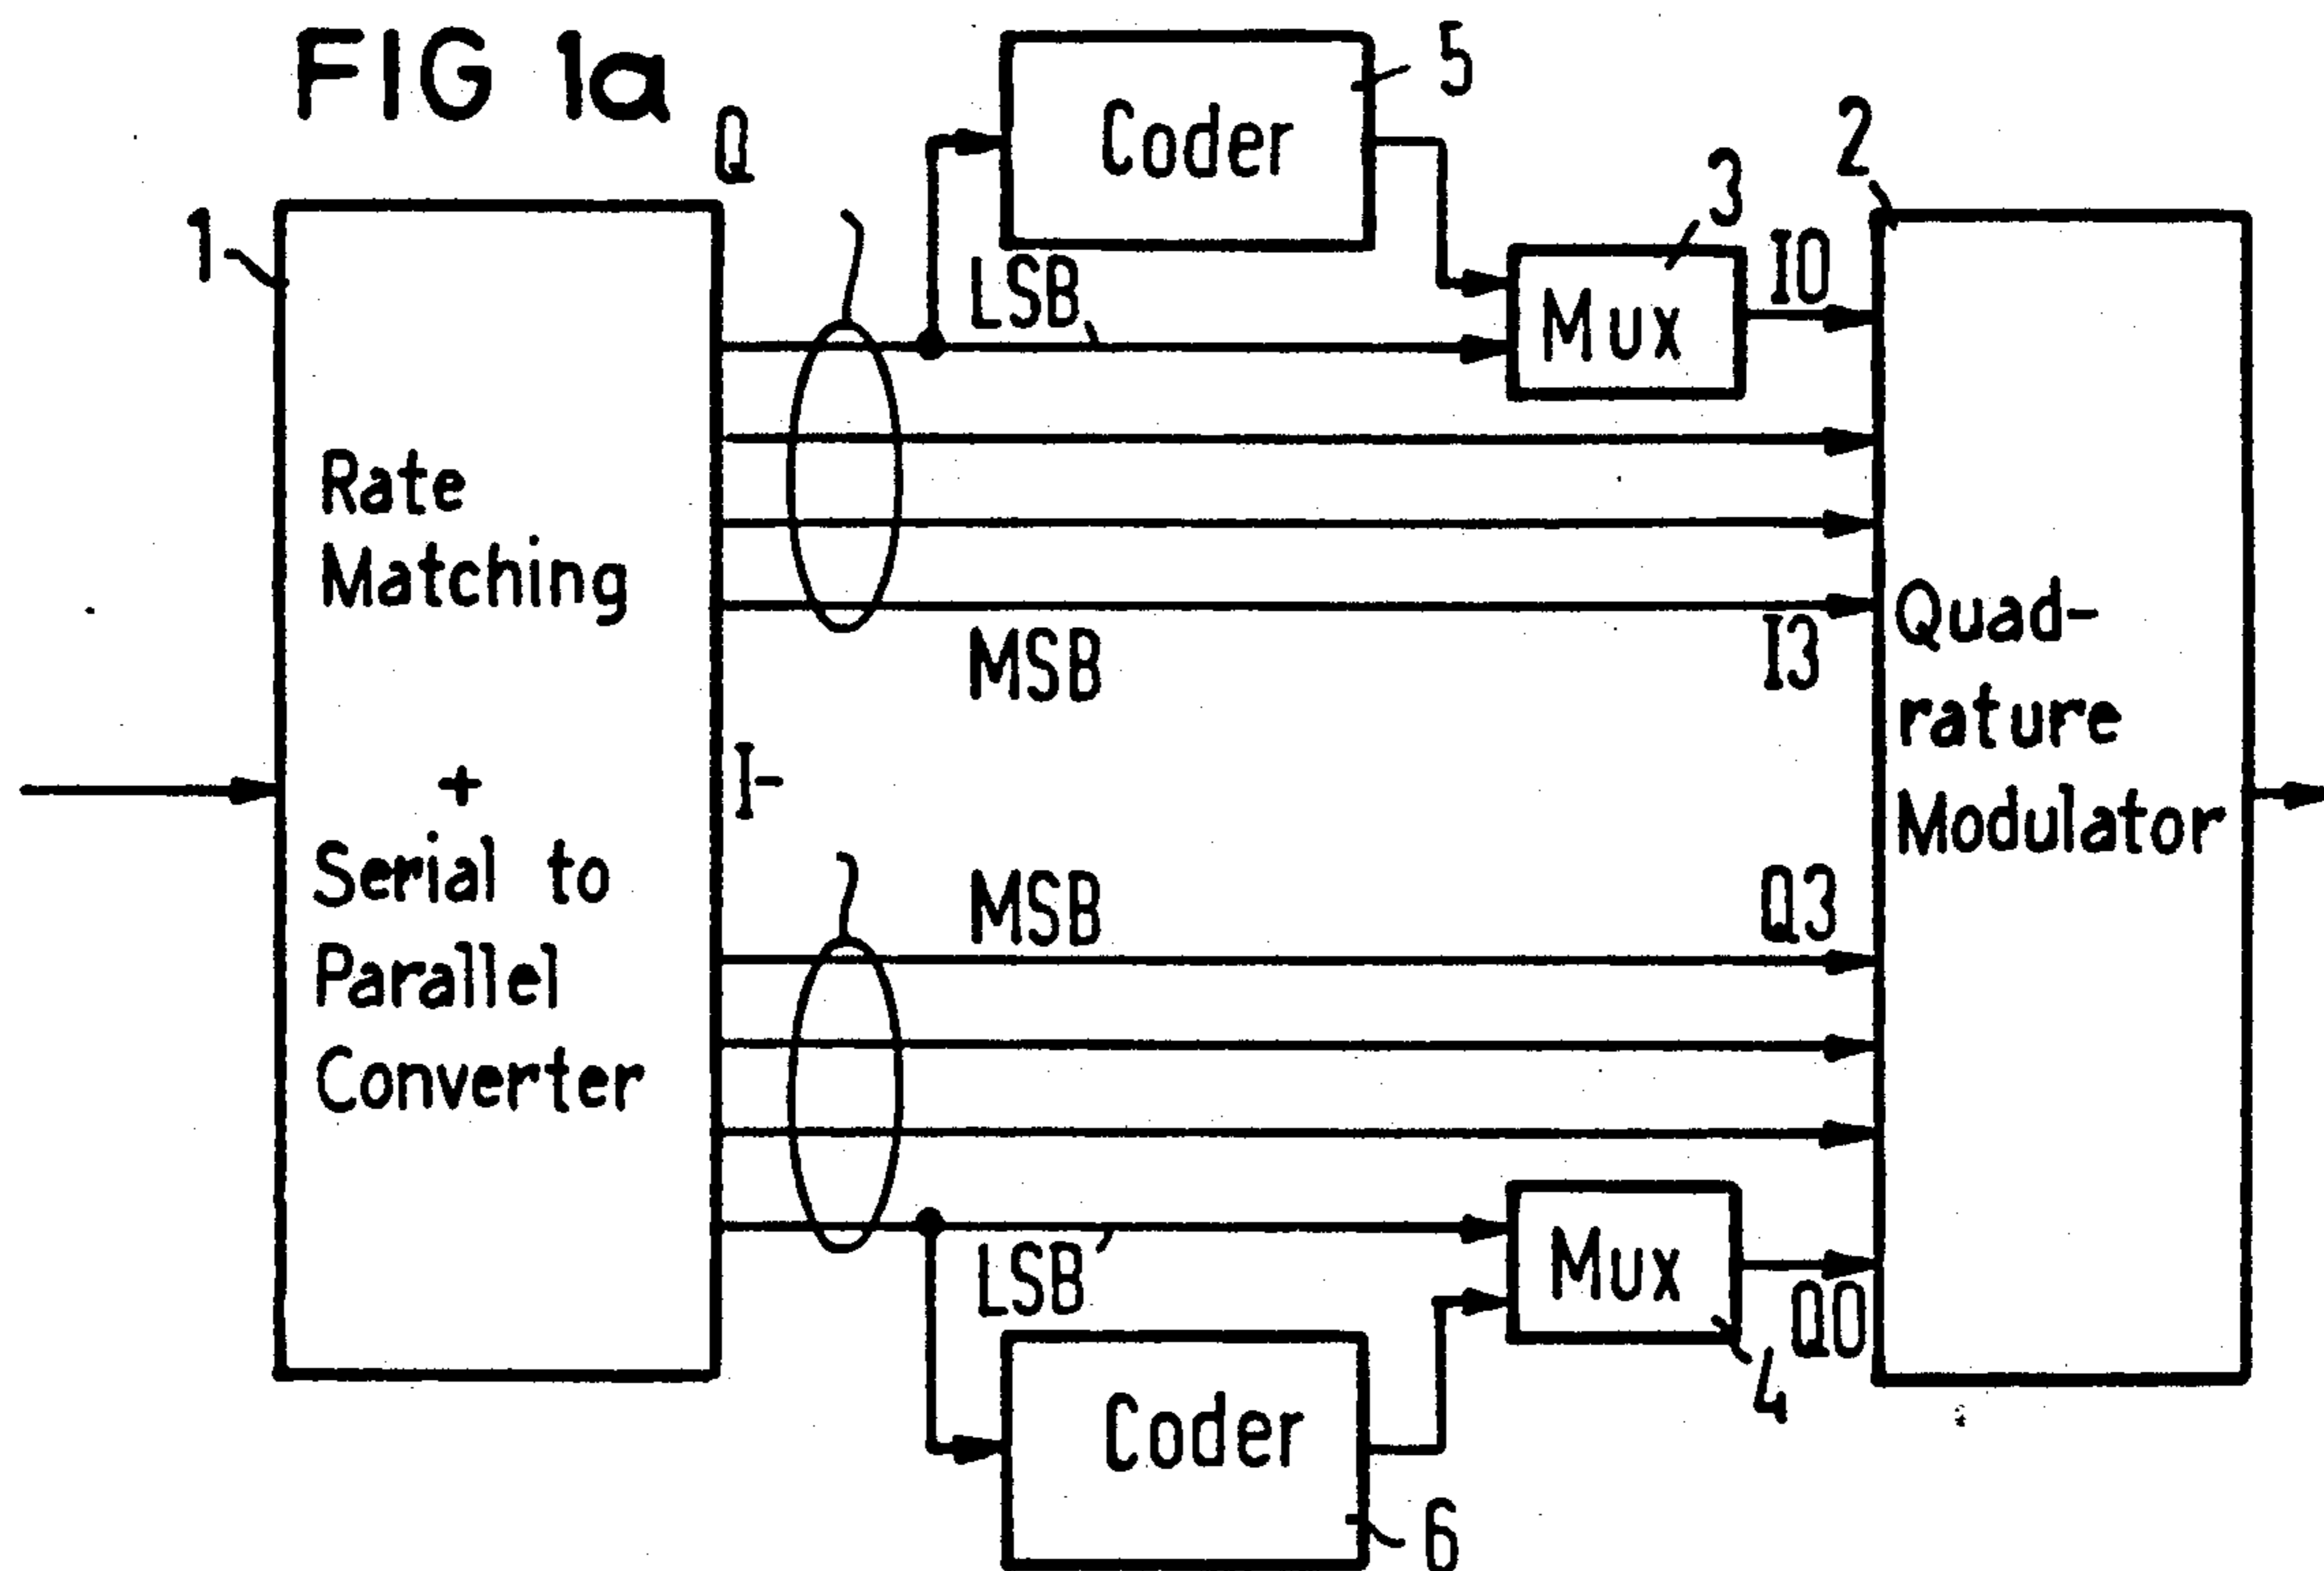 FIG 1a
5
Coder
Q
2
1
3
I0
LSB
Mux
Rate
Matching
MSB
I3
Quad-
rature
Modulator
I-
+
Serial to
Parallel
Converter
MSB
Q3
LSB
Mux
Q0
4
Coder
6